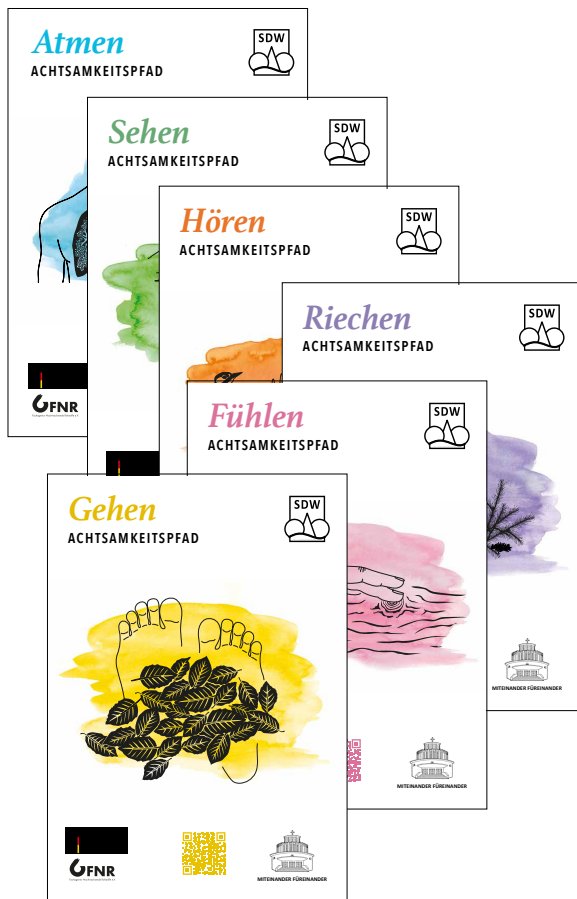 Atmen
ACHTSAMKEITSPFAD
SDW
Sehen
ACHTSAMKEITSPFAD
SDW
Hören
ACHTSAMKEITSPFAD
SDW
Riechen
ACHTSAMKEITSPFAD
SDW
FNR
Fühlen
ACHTSAMKEITSPFAD
SDW
Gehen
ACHTSAMKEITSPFAD
SDW
MITEINANDER FÜREINANDER
MITEINANDER FÜREINANDER
FNR
MITEINANDER FÜREINANDER